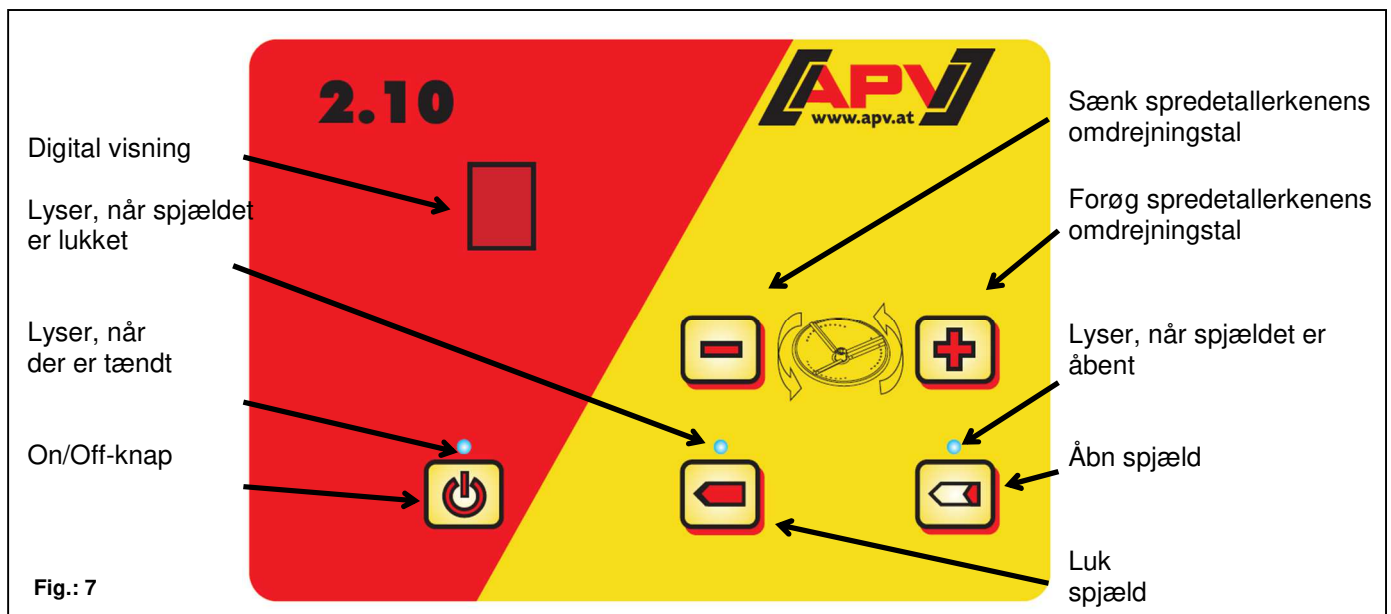 2.10
APV
www.apv.at
Digital visning
Lyser, når spjældet
er lukket
Lyser, når
der er tændt
On/Off-knap
Sænk spredetallerkenens
omdrejningstal
Forøg spredetallerkenens
omdrejningstal
Lyser, når spjældet er
åbent
Åbn spjæld
Luk
spjæld
Fig.: 7